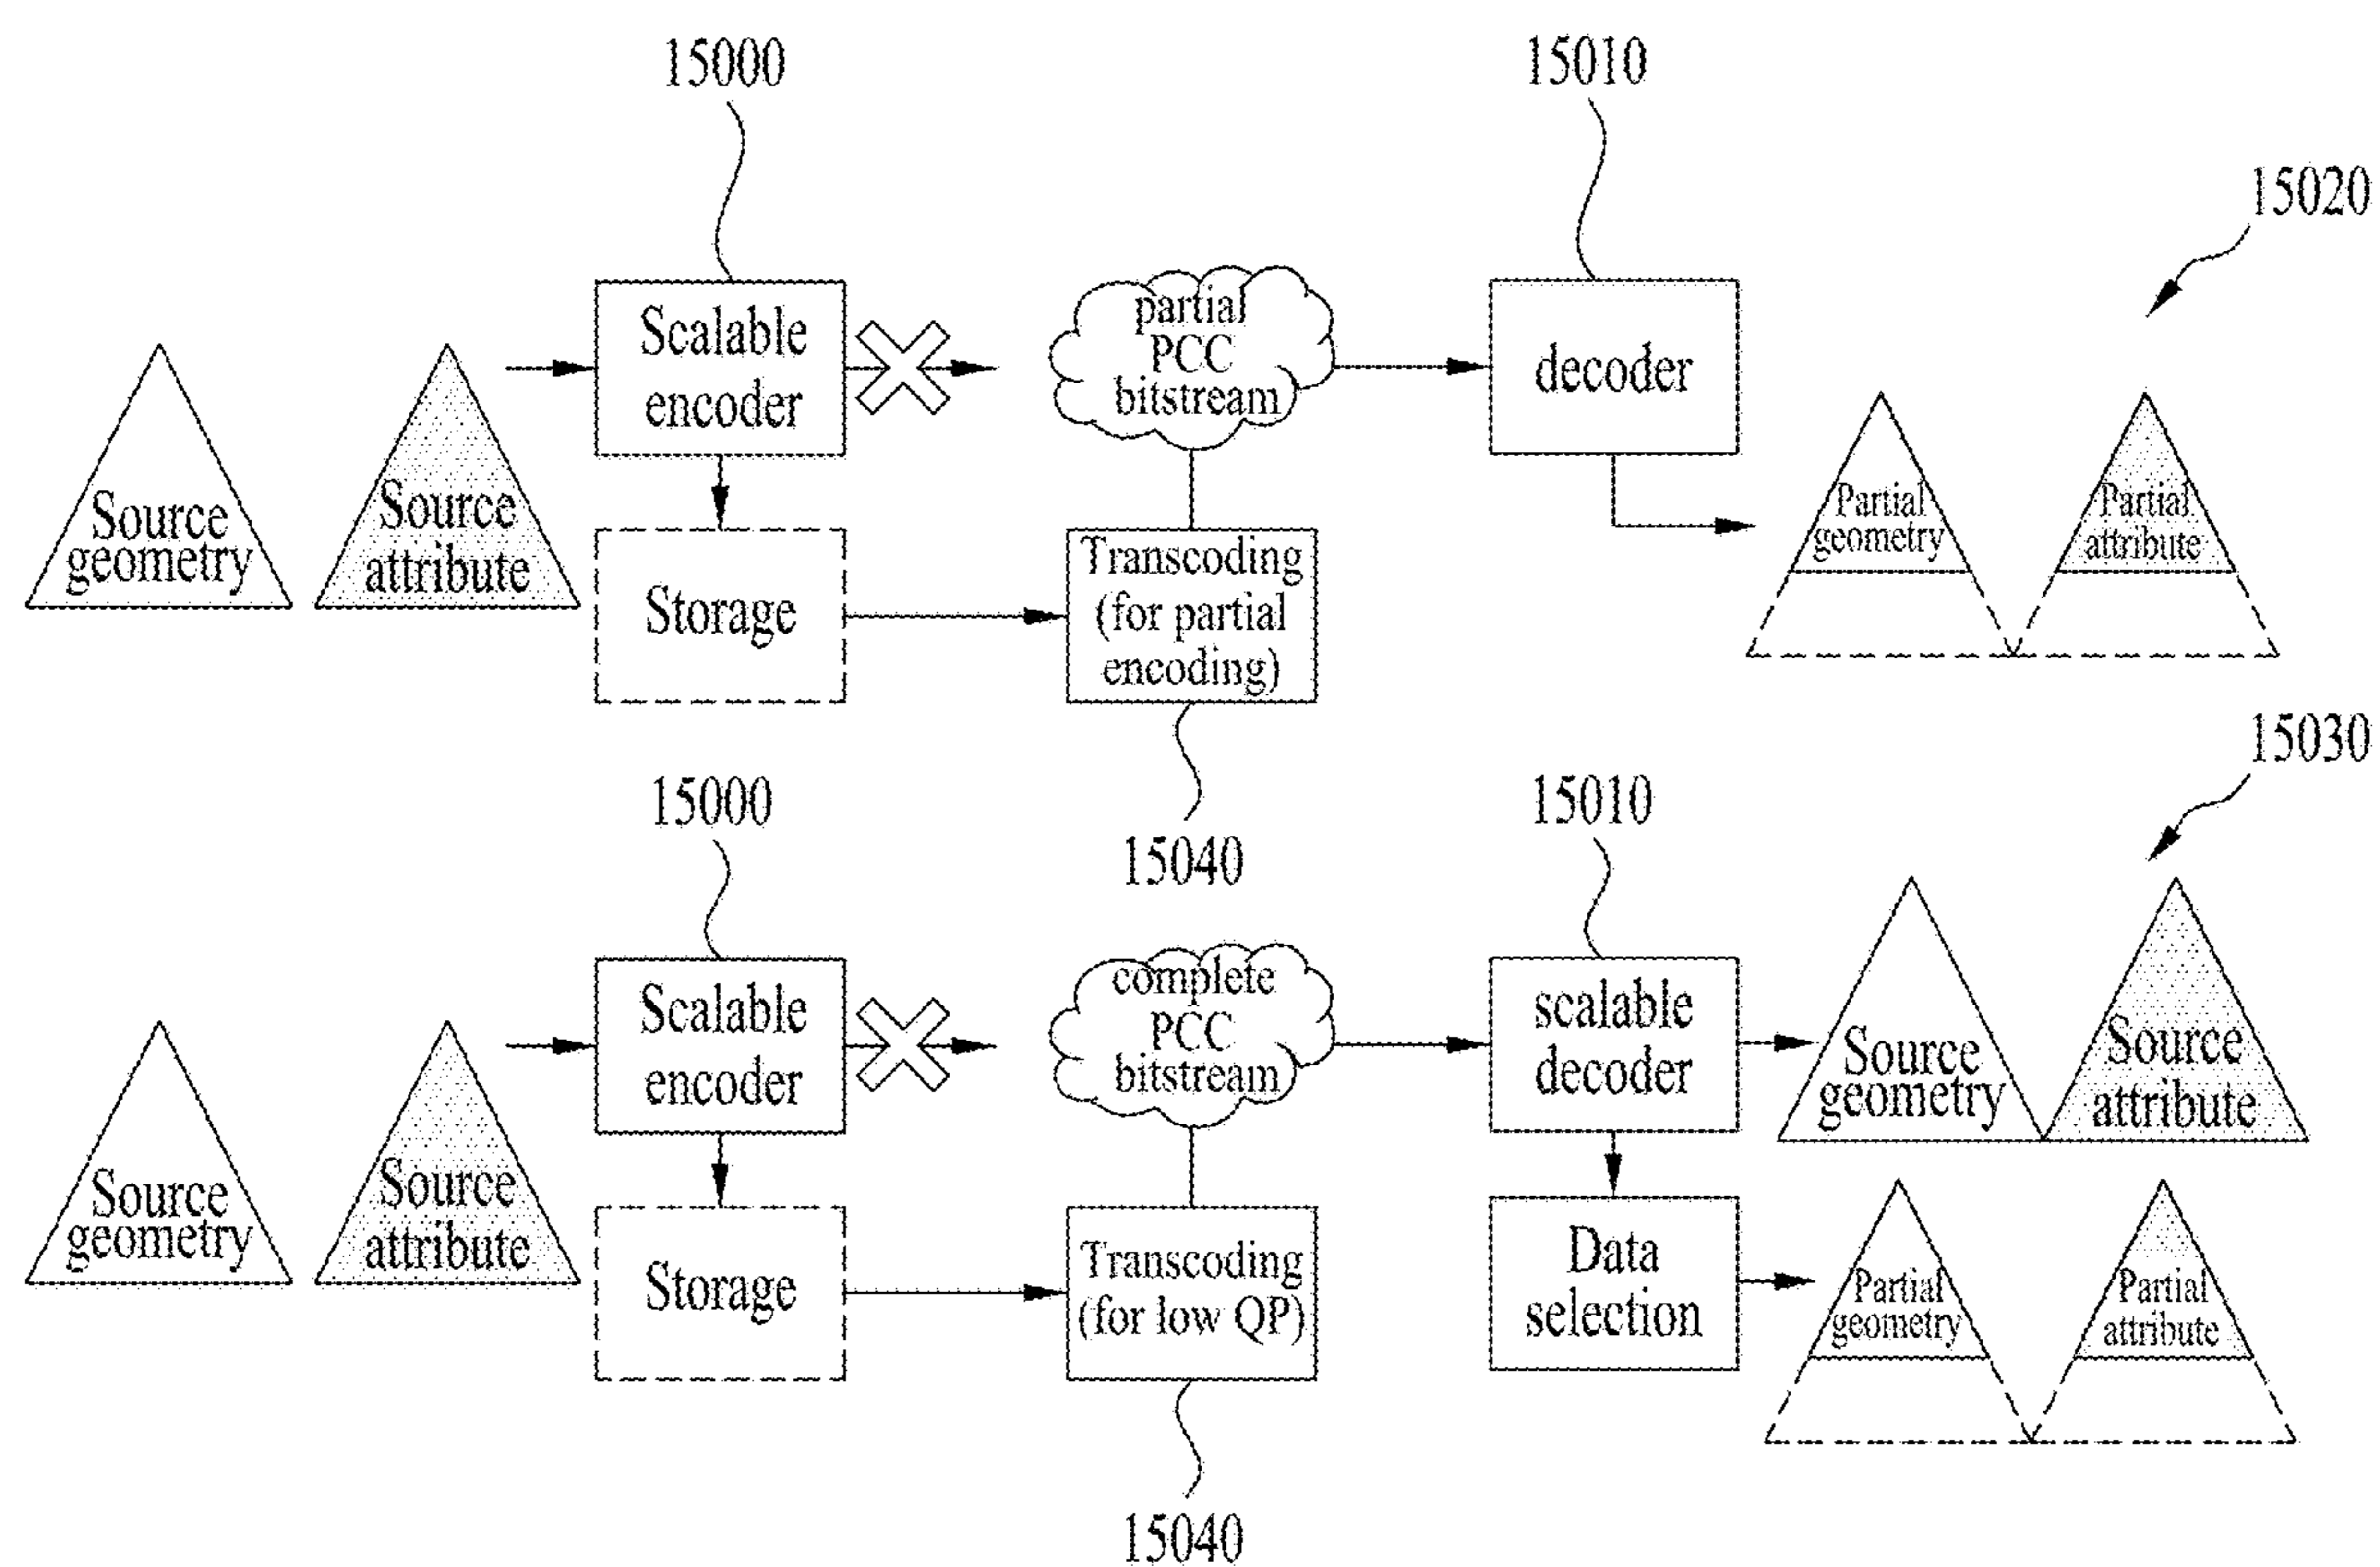 15000
15010
15020
Source
geometry
Source
attribute
Scalable
encoder
Storage
partial
PCC
bitstream
Transcoding
(for partial
encoding)
15040
decoder
Partial
geometry
Partial
attribute
15030
15000
15010
Source
geometry
Source
attribute
Scalable
encoder
Storage
complete
PCC
bitstream
Transcoding
(for low QP)
15040
scalable
decoder
Source
geometry
Source
attribute
Data
selection
Partial
geometry
Partial
attribute